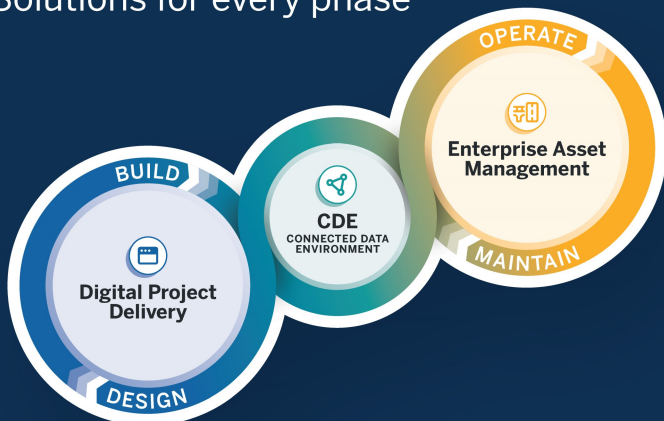 Solutions for every phase
OPERATE
Enterprise Asset
Management
MAINTAIN
BUILD
CDE
CONNECTED DATA
ENVIRONMENT
Digital Project
Delivery
DESIGN